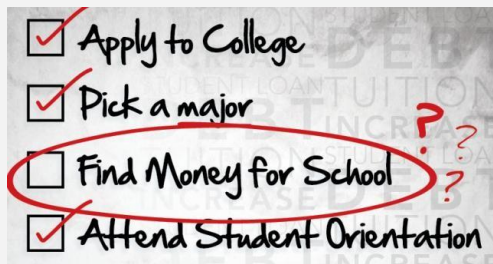 Apply to College
Pick a major
Find Money for School
???
Attend Student Orientation